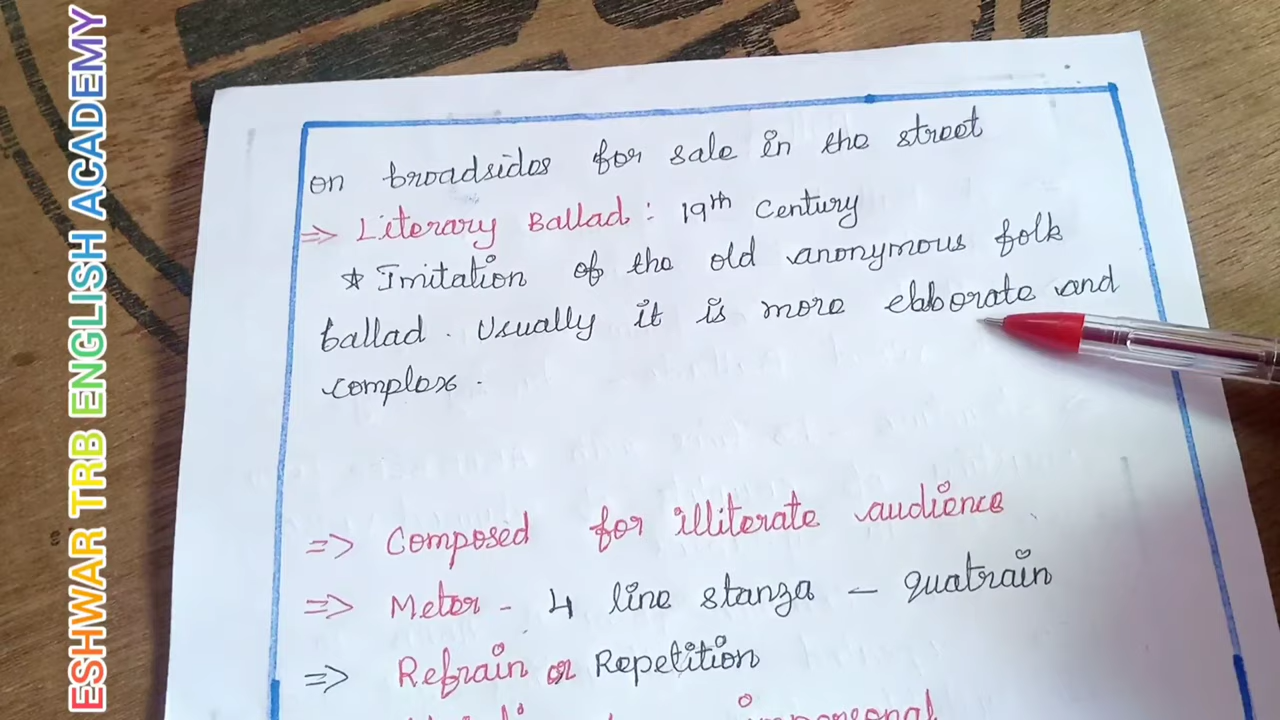 ESHWAR TRB ENGLISH ACADEMY
on broadsides for sale in the street
⇒ Literary Ballad : 19th Century
* Imitation of the old anonymous folk
ballad. Usually it is more elaborate and
complex.
⇒ Composed for illiterate audience
⇒ Meter - 4 line stanza - quatrain
⇒ Refrain or Repetition
impersonal